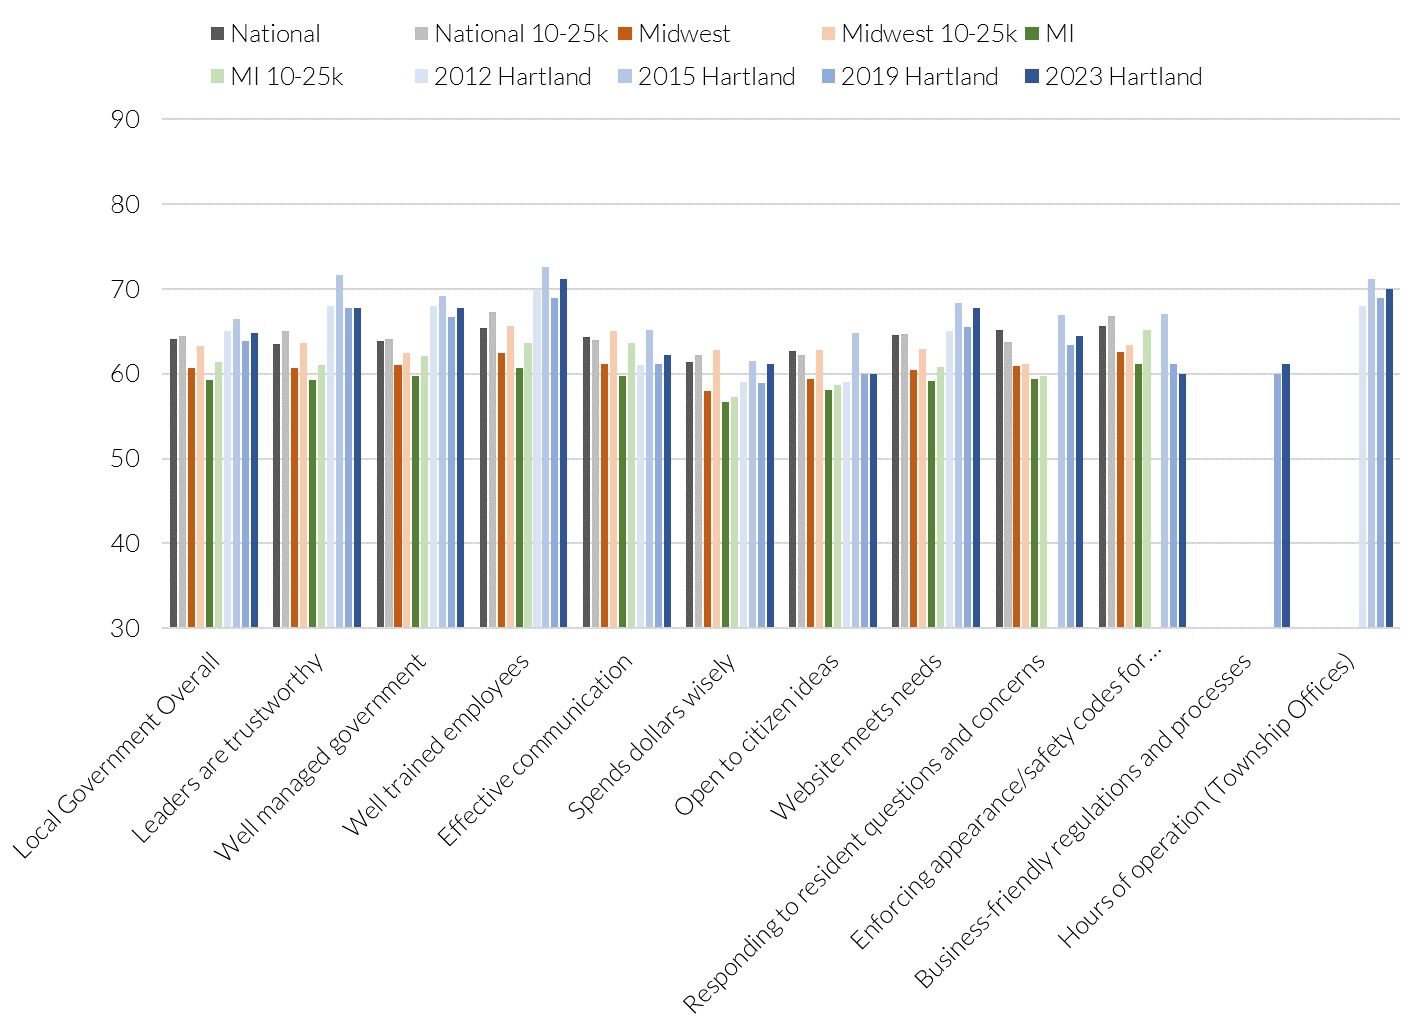 National National 10-25k Midwest Midwest 10-25k MI
MI 10-25k 2012 Hartland 2015 Hartland 2019 Hartland 2023 Hartland
90
80
70
60
50
40
30
Local Government Overall
Leaders are trustworthy
Well managed government
Well trained employees
Effective communication
Spends dollars wisely
Open to citizen ideas
Website meets needs
Responding to resident questions and concerns
Enforcing appearance/safety codes for...
Business-friendly regulations and processes
Hours of operation (Township Offices)